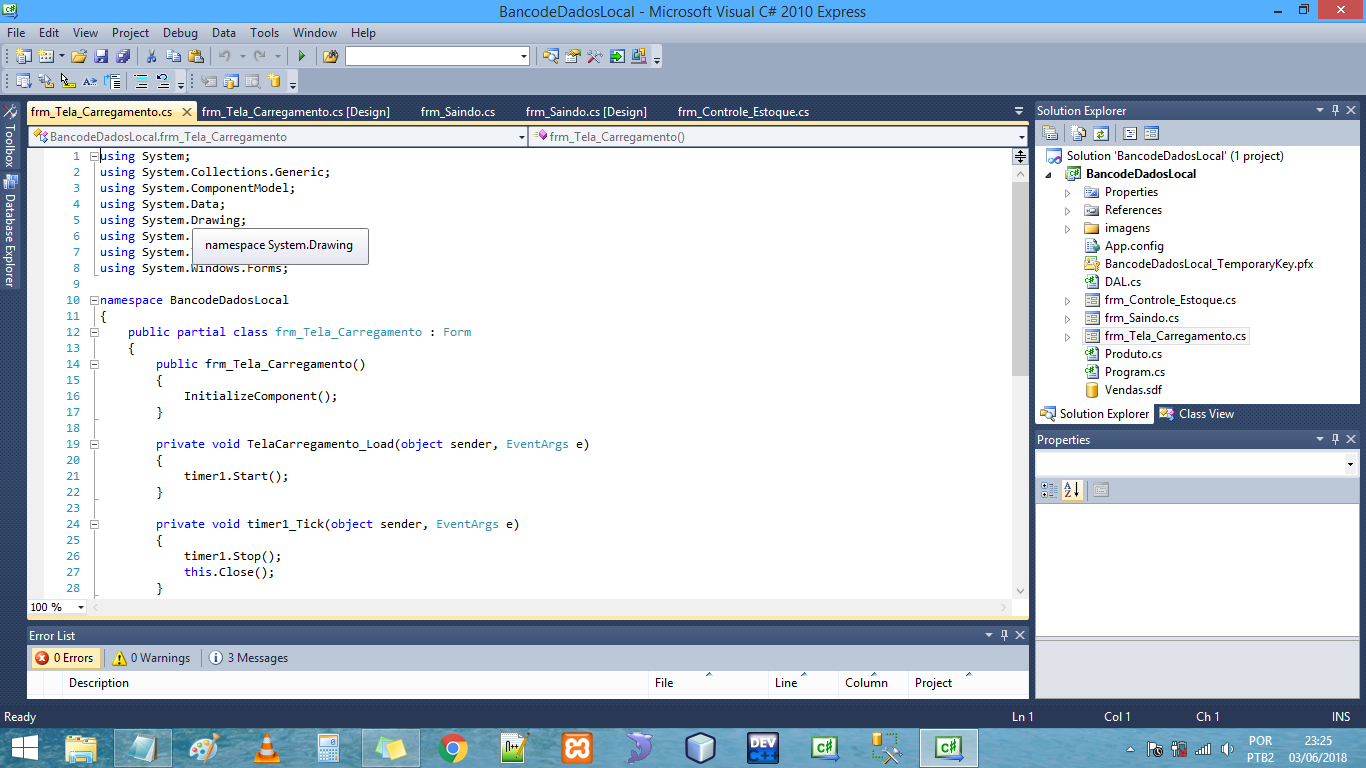 BancodeDadosLocal - Microsoft Visual C# 2010 Express
File Edit View Project Debug Data Tools Window Help
frm_Tela_Carregamento.cs frm_Tela_Carregamento.cs [Design] frm_Saindo.cs frm_Saindo.cs [Design] frm_Controle_Estoque.cs
BancodeDadosLocal.frm_Tela_Carregamento frm_Tela_Carregamento()
Toolbox
Database Explorer
1 using System;
2 using System.Collections.Generic;
3 using System.ComponentModel;
4 using System.Data;
5 using System.Drawing;
6 using System.
namespace System.Drawing
7 using System.
8 using System.Windows.Forms;
9
10 namespace BancodeDadosLocal
11 {
12 public partial class frm_Tela_Carregamento : Form
13 {
14 public frm_Tela_Carregamento()
15 {
16 InitializeComponent();
17 }
18
19 private void TelaCarregamento_Load(object sender, EventArgs e)
20 {
21 timer1.Start();
22 }
23
24 private void timer1_Tick(object sender, EventArgs e)
25 {
26 timer1.Stop();
27 this.Close();
28 }
100 %
Error List
0 Errors 0 Warnings 3 Messages
Description File Line Column Project
Solution Explorer
Solution 'BancodeDadosLocal' (1 project)
BancodeDadosLocal
Properties
References
imagens
App.config
BancodeDadosLocal_TemporaryKey.pfx
DAL.cs
frm_Controle_Estoque.cs
frm_Saindo.cs
frm_Tela_Carregamento.cs
Produto.cs
Program.cs
Vendas.sdf
Solution Explorer Class View
Properties
Ready Ln 1 Col 1 Ch 1 INS
DEV C++
POR 23:25
PTB2 03/06/2018